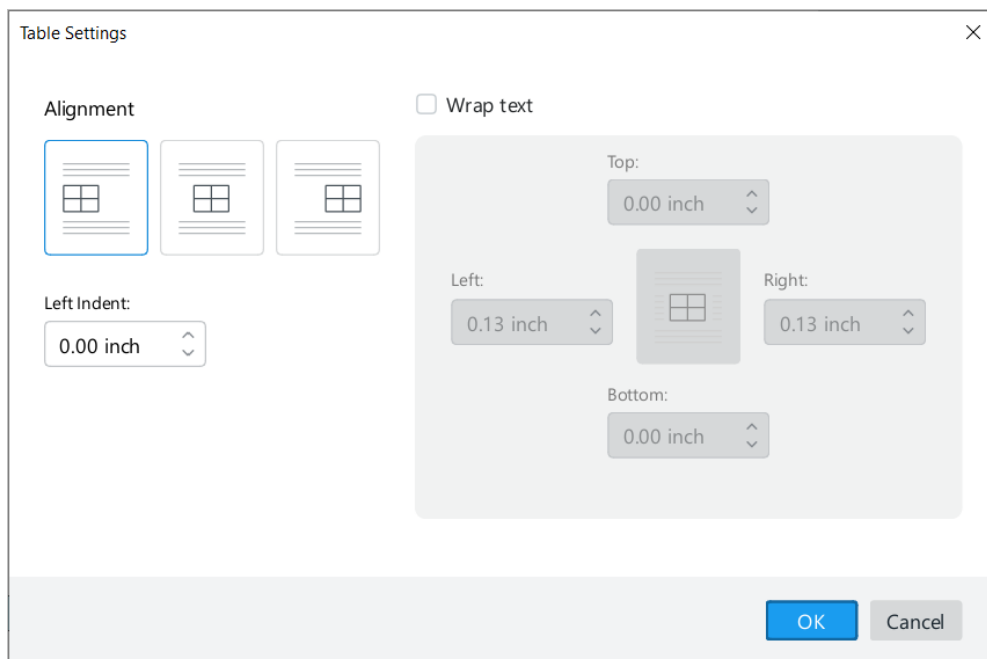 Table Settings
Alignment
Left Indent:
0.00 inch
Wrap text
Top:
0.00 inch
Left:
0.13 inch
Right:
0.13 inch
Bottom:
0.00 inch
OK
Cancel